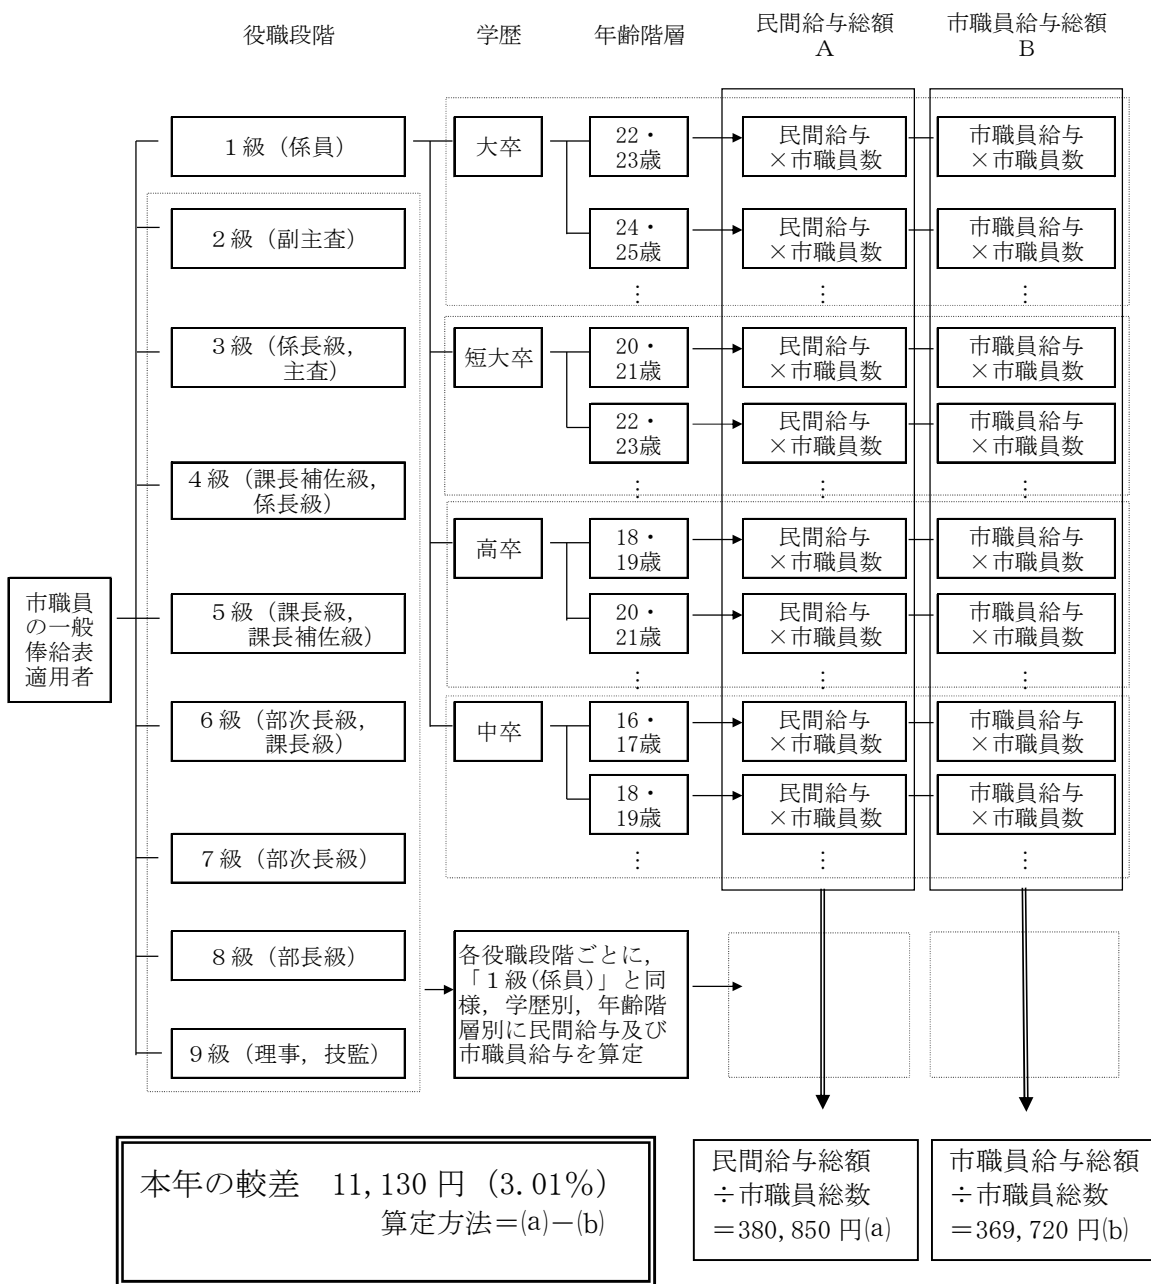 役職段階
学歴
年齢階層
民間給与総額
A
市職員給与総額
B
市職員
の一般
俸給表
適用者
1級（係員）
2級（副主査）
3級（係長級，
主査）
4級（課長補佐級，
係長級）
5級（課長級，
課長補佐級）
6級（部次長級，
課長級）
7級（部次長級）
8級（部長級）
9級（理事，技監）
大卒
22・
23歳
民間給与
×市職員数
市職員給与
×市職員数
24・
25歳
民間給与
×市職員数
市職員給与
×市職員数
⋮ ⋮ ⋮
短大卒
20・
21歳
民間給与
×市職員数
市職員給与
×市職員数
22・
23歳
民間給与
×市職員数
市職員給与
×市職員数
⋮ ⋮ ⋮
高卒
18・
19歳
民間給与
×市職員数
市職員給与
×市職員数
20・
21歳
民間給与
×市職員数
市職員給与
×市職員数
⋮ ⋮ ⋮
中卒
16・
17歳
民間給与
×市職員数
市職員給与
×市職員数
18・
19歳
民間給与
×市職員数
市職員給与
×市職員数
⋮ ⋮ ⋮
各役職段階ごとに，
「1級(係員)」と同
様，学歴別，年齢階
層別に民間給与及び
市職員給与を算定
本年の較差　11,130円（3.01％）
算定方法＝(a)－(b)
民間給与総額
÷市職員総数
＝380,850円(a)
市職員給与総額
÷市職員総数
＝369,720円(b)